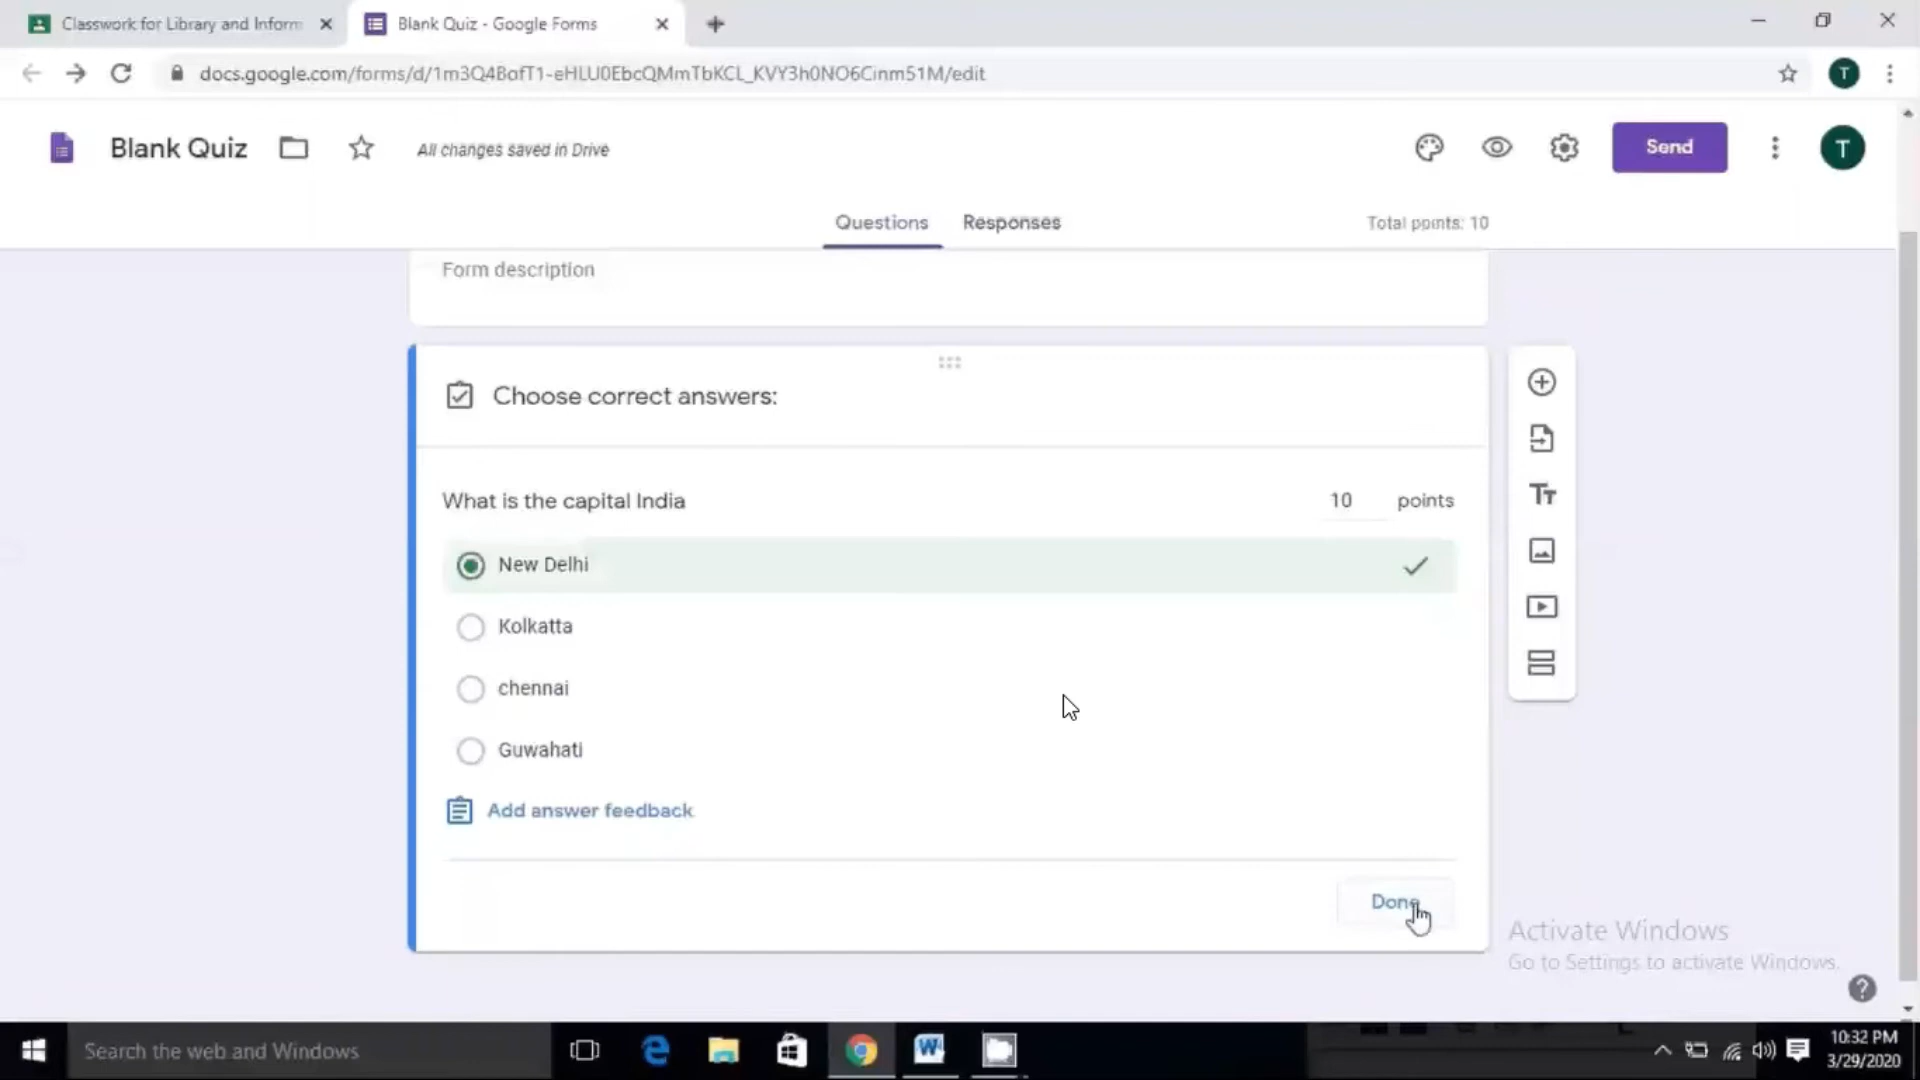 Classwork for Library and Inform
Blank Quiz - Google Forms
docs.google.com/forms/d/1m3Q4BofT1-eHLU0EbcQMmTbKCL_KVY3h0NO6Cinm51M/edit
T
Blank Quiz
All changes saved in Drive
Send
T
Questions
Responses
Total points: 10
Form description
Choose correct answers:
What is the capital India
10 points
New Delhi
Kolkatta
chennai
Guwahati
Add answer feedback
Done
Activate Windows
Go to Settings to activate Windows.
Search the web and Windows
10:32 PM
3/29/2020